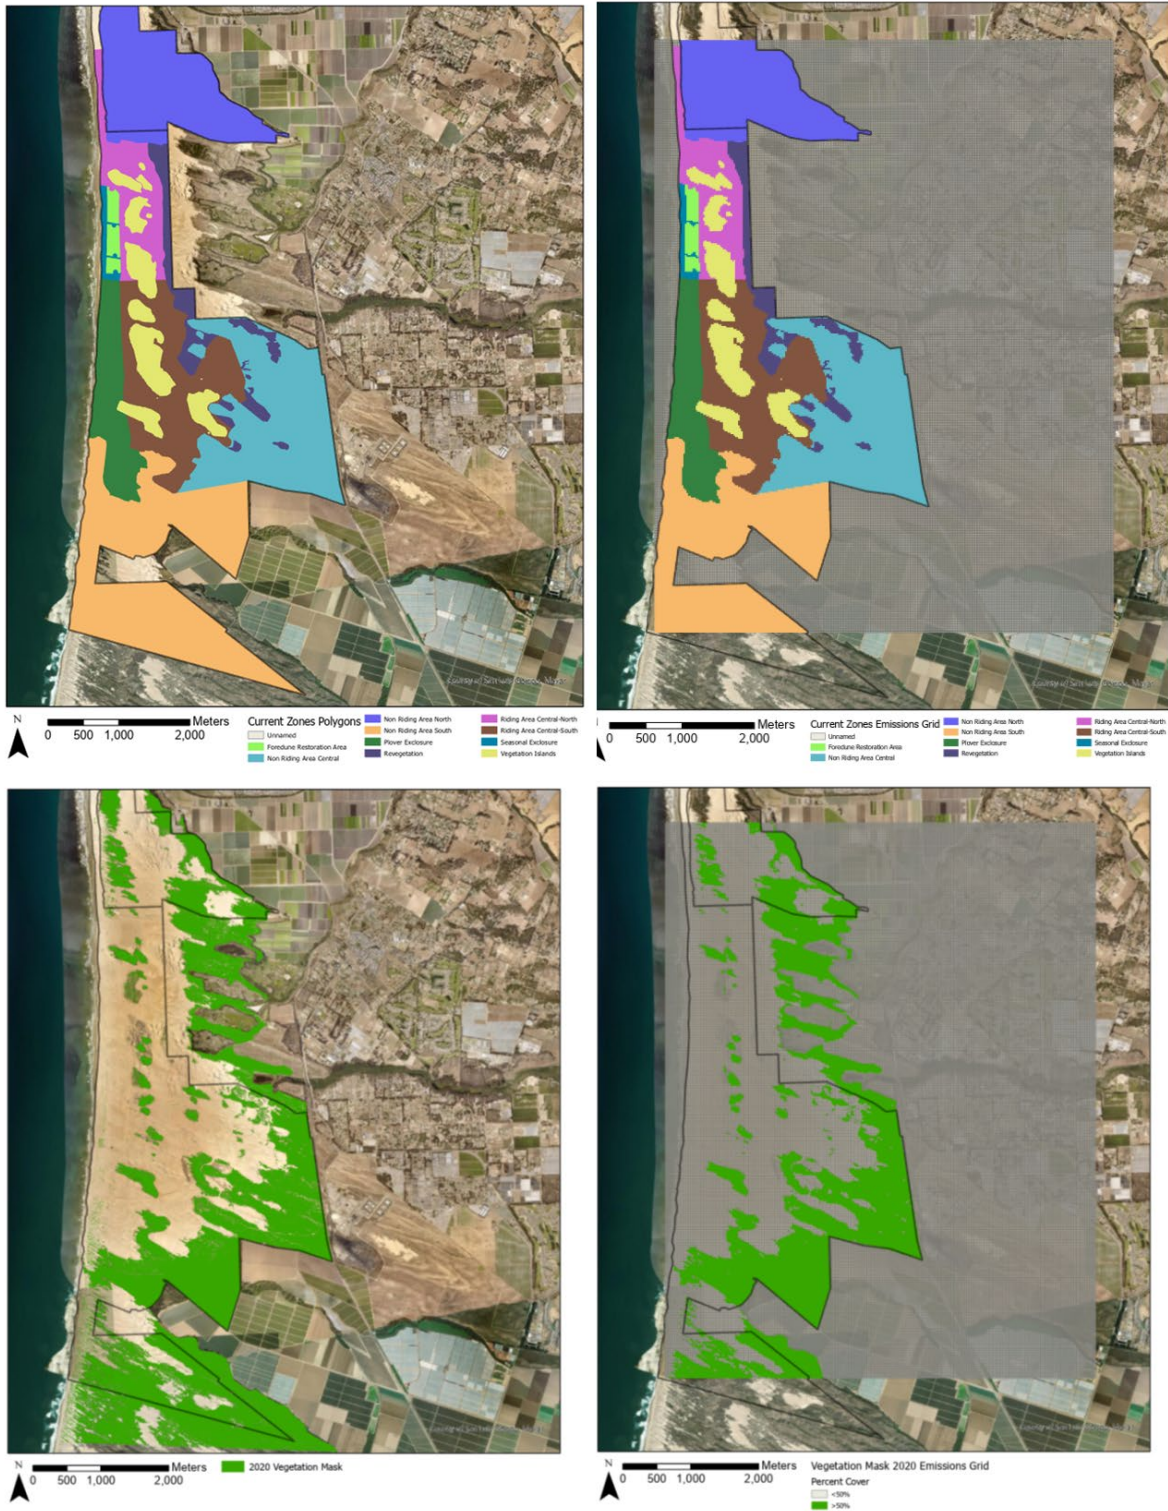 N
Meters
0 500 1,000 2,000
Current Zones Polygons
Unnamed
Foredune Restoration Area
Non Riding Area Central
Non Riding Area North
Non Riding Area South
Plover Exclosure
Revegetation
Riding Area Central-North
Riding Area Central-South
Seasonal Exclosure
Vegetation Islands
Meters
0 500 1,000 2,000
Current Zones Emissions Grid
Unnamed
Foredune Restoration Area
Non Riding Area Central
Non Riding Area North
Non Riding Area South
Plover Exclosure
Revegetation
Riding Area Central-North
Riding Area Central-South
Seasonal Exclosure
Vegetation Islands
N
Meters
0 500 1,000 2,000
2020 Vegetation Mask
N
Meters
0 500 1,000 2,000
Vegetation Mask 2020 Emissions Grid
Percent Cover
<50%
>50%